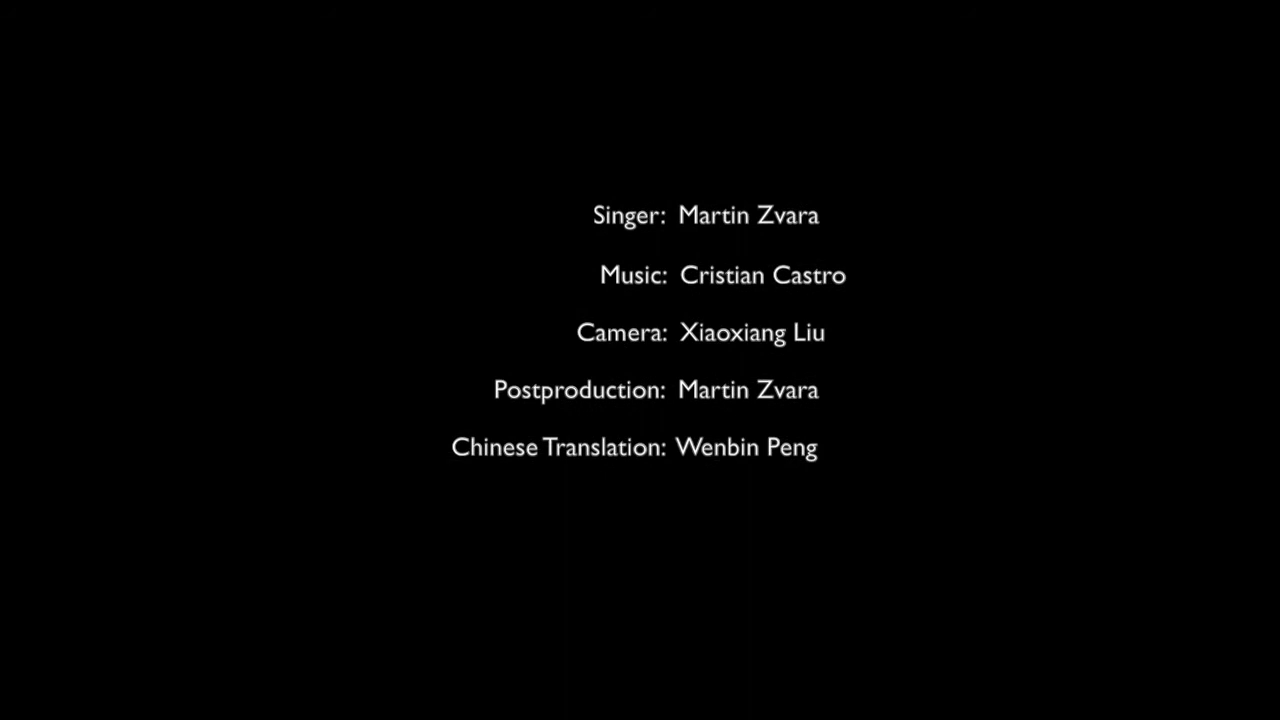 Singer: Martin Zvara
Music: Cristian Castro
Camera: Xiaoxiang Liu
Postproduction: Martin Zvara
Chinese Translation: Wenbin Peng